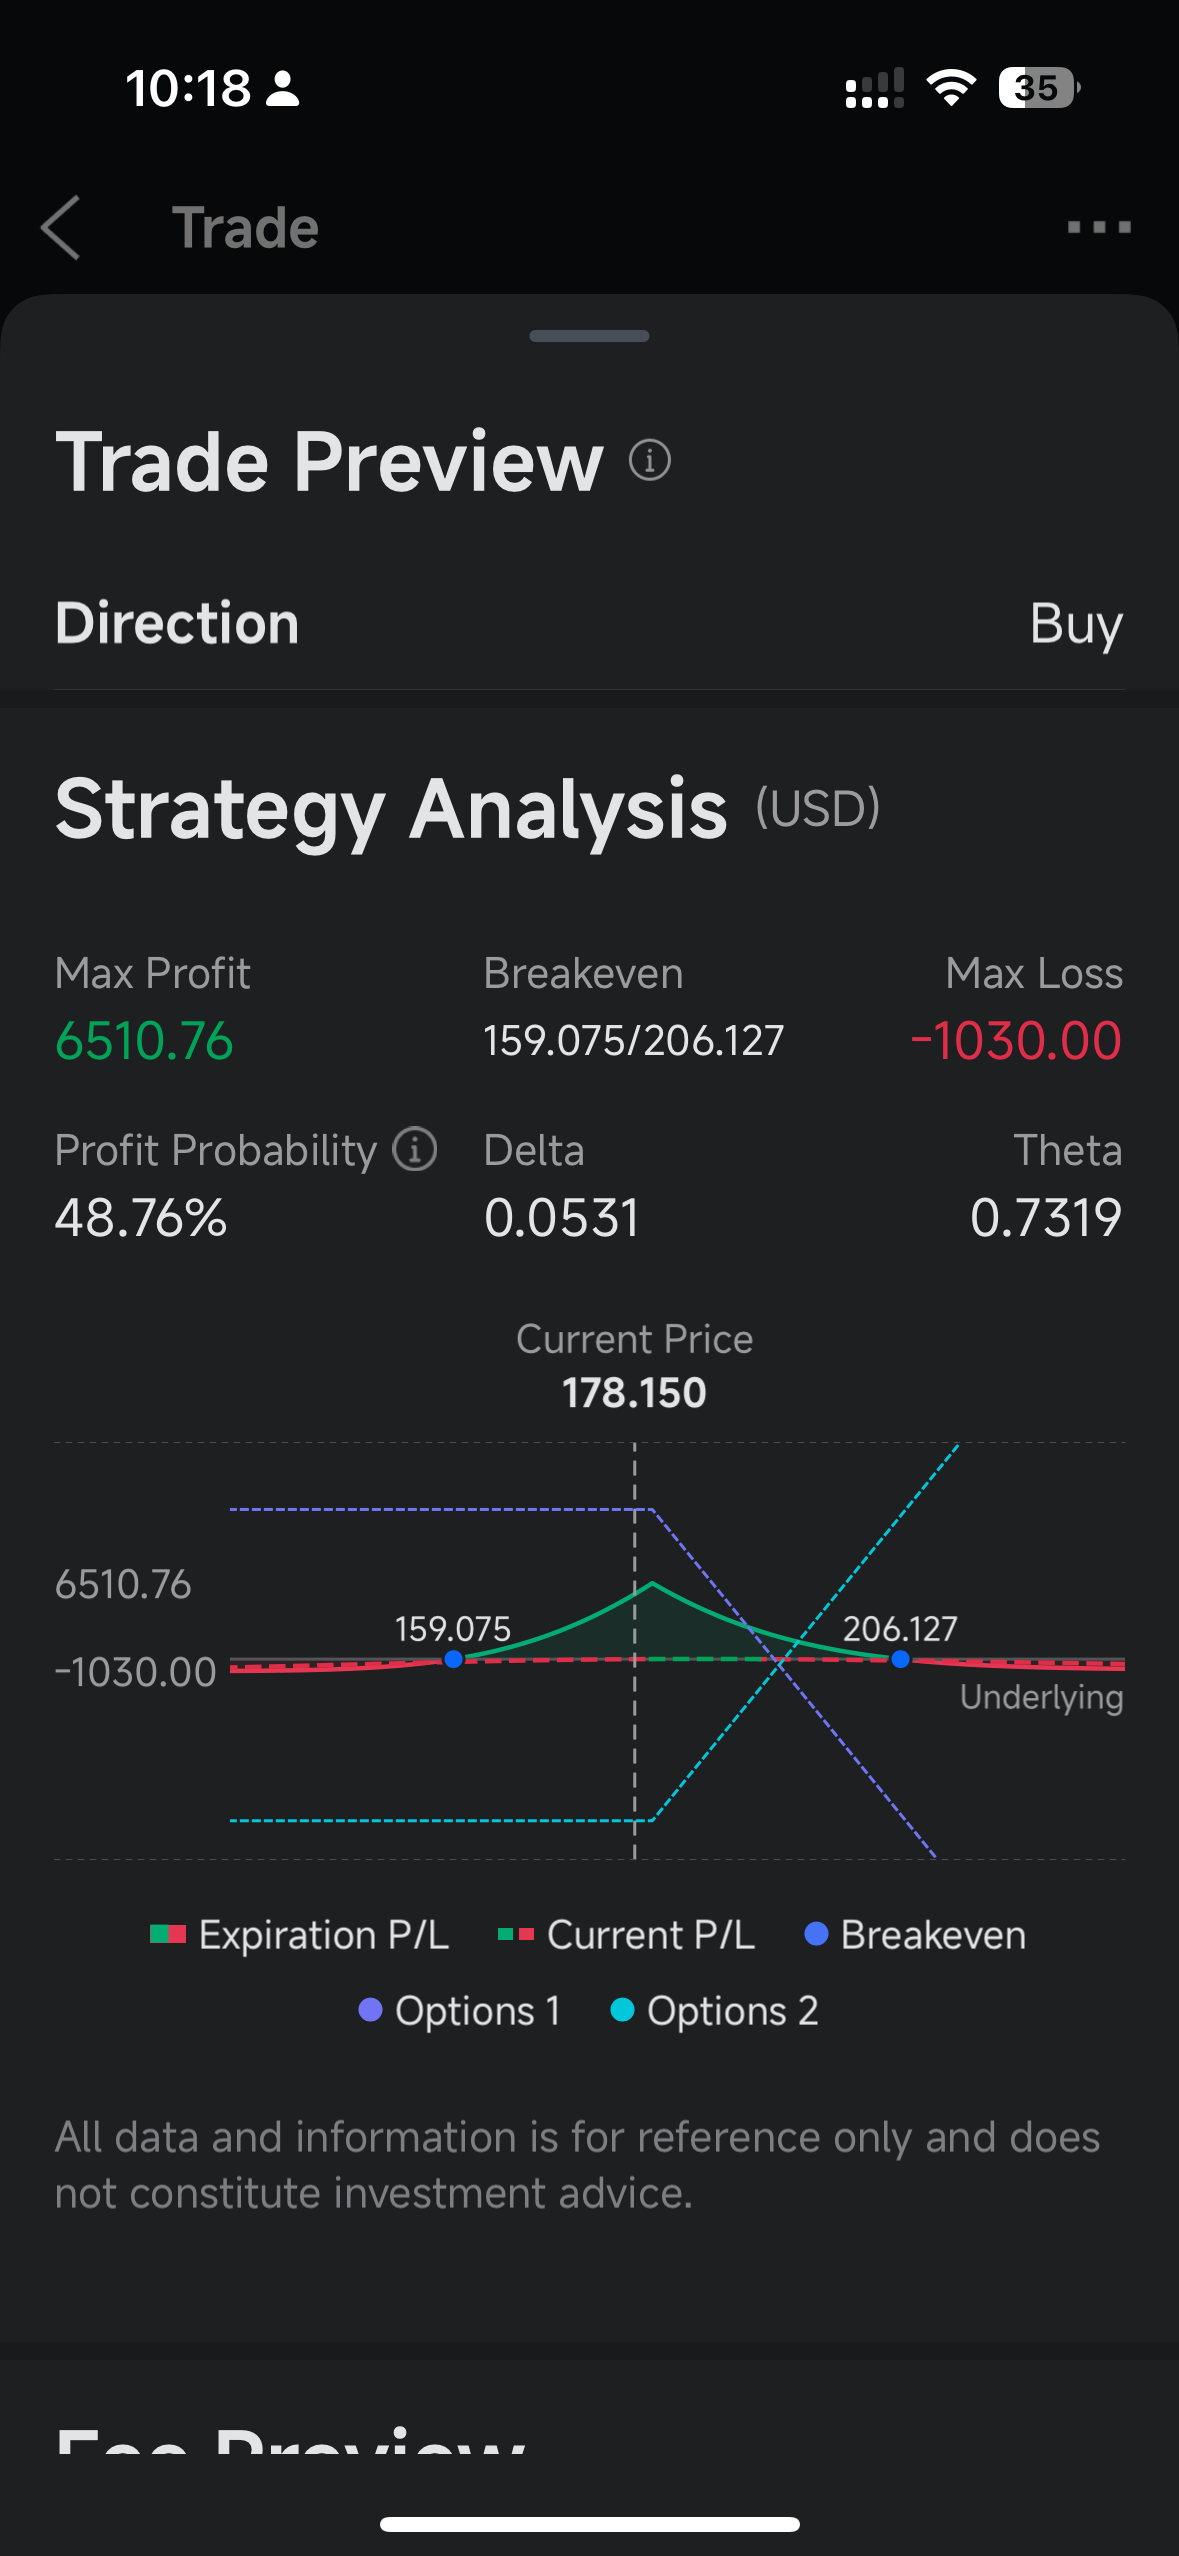 10:18
35
Trade
Trade Preview
Direction Buy
Strategy Analysis (USD)
Max Profit Breakeven Max Loss
6510.76 159.075/206.127 -1030.00
Profit Probability Delta Theta
48.76% 0.0531 0.7319
Current Price
178.150
6510.76
159.075 206.127
-1030.00
Underlying
Expiration P/L Current P/L Breakeven
Options 1 Options 2
All data and information is for reference only and does
not constitute investment advice.
Fee Preview